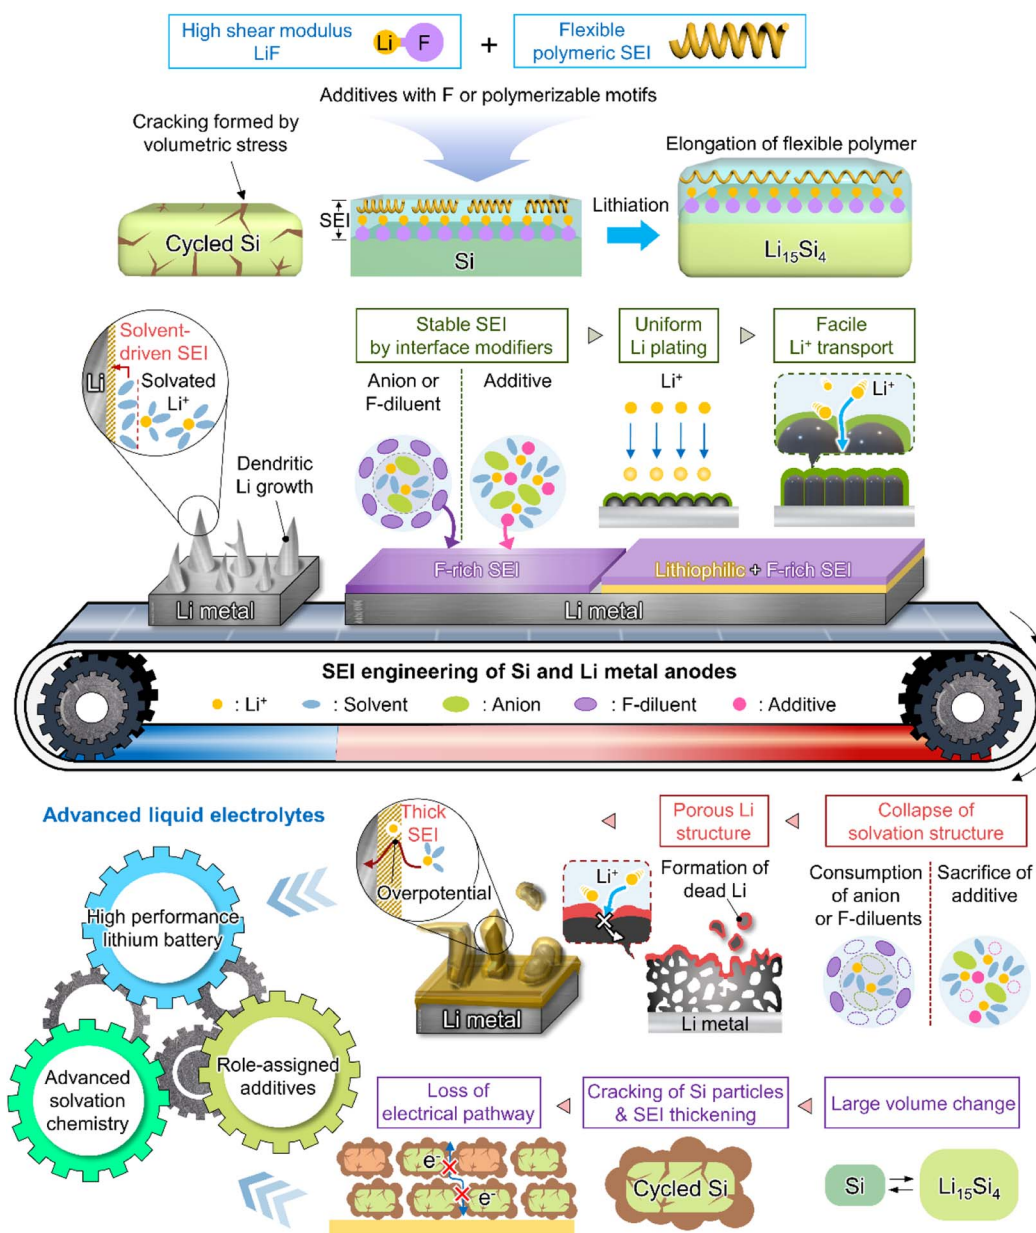 High shear modulus
LiF
Li
F
+
Flexible
polymeric SEI
Additives with F or polymerizable motifs
Cracking formed by
volumetric stress
Elongation of flexible polymer
SEI
Lithiation
Cycled Si
Si
Li₁₅Si₄
Solvent-
driven SEI
Li
Solvated
Li⁺
Stable SEI
by interface modifiers
Uniform
Li plating
Facile
Li⁺ transport
Anion or
F-diluent
Additive
Li⁺
Li⁺
Dendritic
Li growth
F-rich SEI
Lithiophilic + F-rich SEI
Li metal
Li metal
SEI engineering of Si and Li metal anodes
: Li⁺
: Solvent
: Anion
: F-diluent
: Additive
Advanced liquid electrolytes
Thick
SEI
Overpotential
Porous Li
structure
Collapse of
solvation structure
Li⁺
Formation of
dead Li
Consumption
of anion
or F-diluents
Sacrifice of
additive
High performance
lithium battery
Li metal
Li metal
Advanced
solvation
chemistry
Role-assigned
additives
Loss of
electrical pathway
Cracking of Si particles
& SEI thickening
Large volume change
e⁻
e⁻
Cycled Si
Si
Li₁₅Si₄